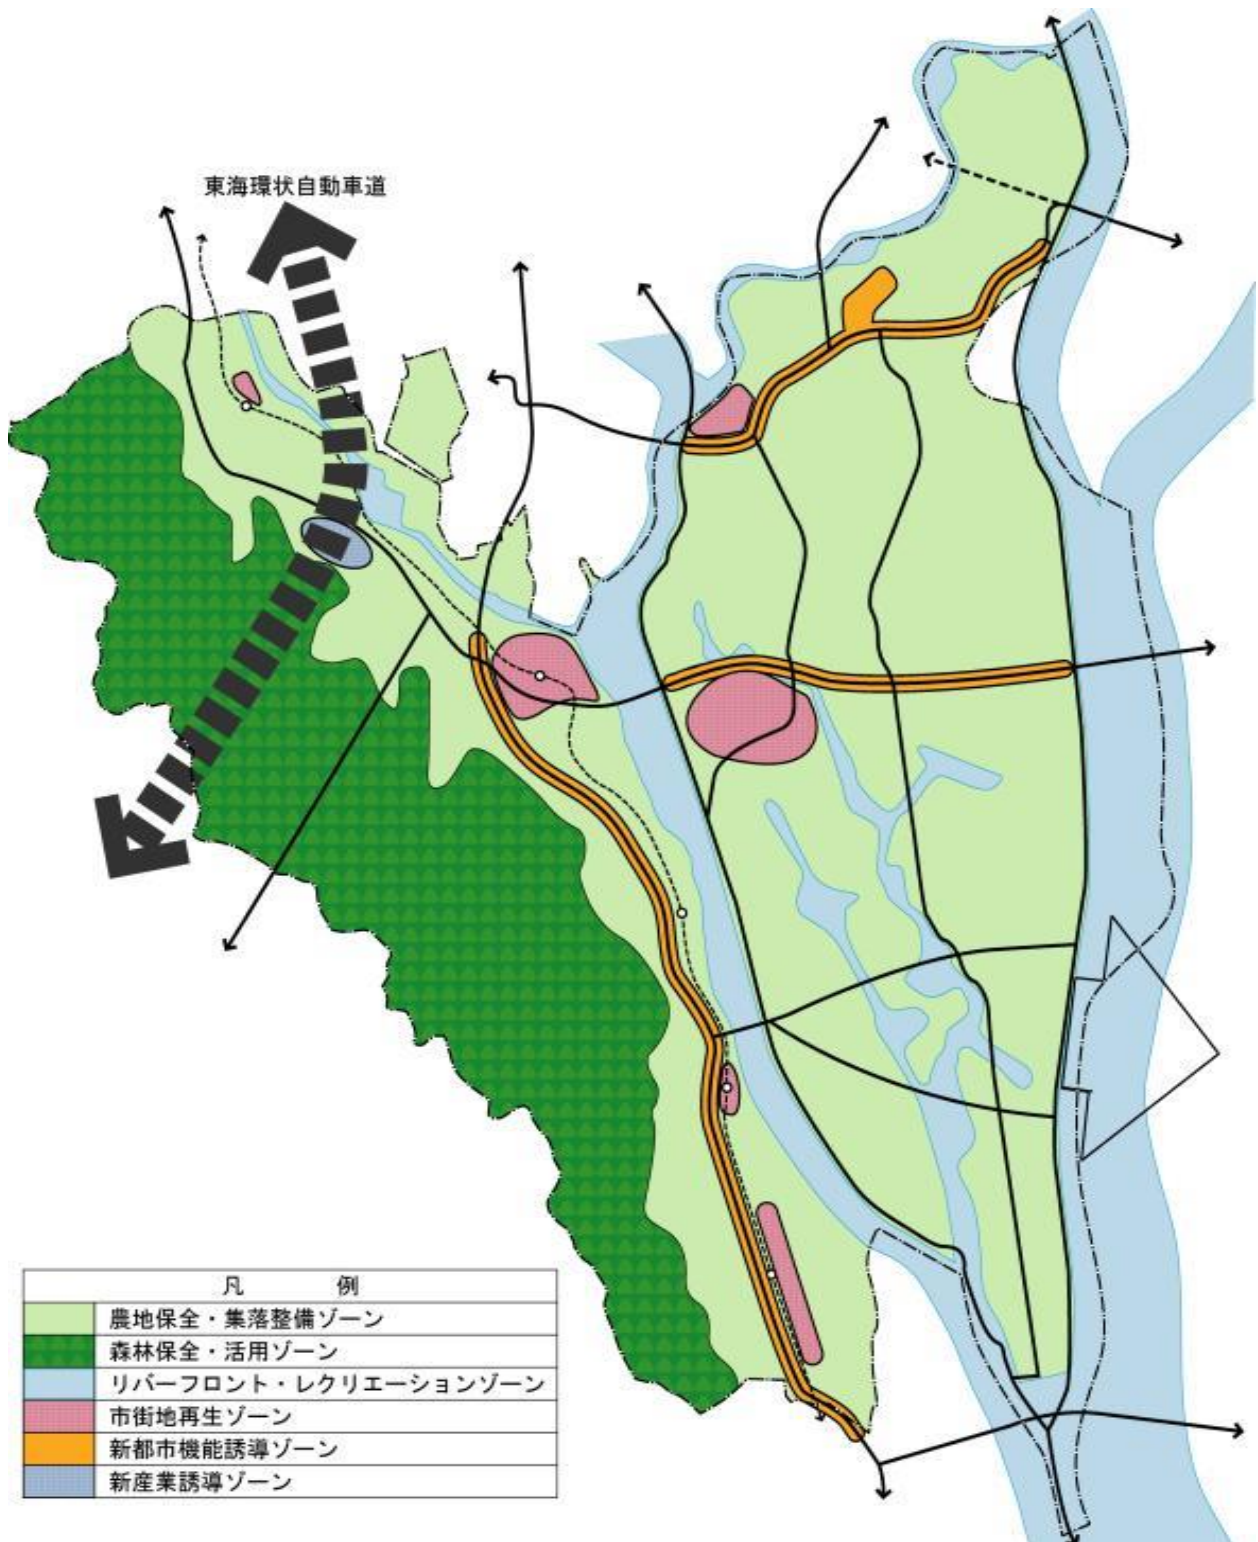 東海環状自動車道
凡 例
農地保全・集落整備ゾーン
森林保全・活用ゾーン
リバーフロント・レクリエーションゾーン
市街地再生ゾーン
新都市機能誘導ゾーン
新産業誘導ゾーン